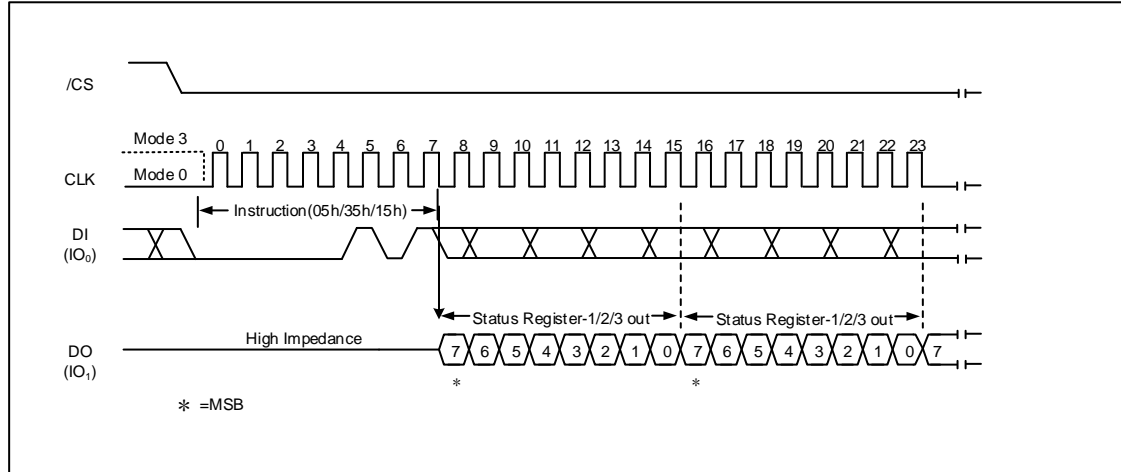 /CS
Mode 3
0 1 2 3 4 5 6 7 8 9 10 11 12 13 14 15 16 17 18 19 20 21 22 23
CLK
Mode 0
Instruction(05h/35h/15h)
DI
(IO₀)
Status Register-1/2/3 out Status Register-1/2/3 out
High Impedance
DO
(IO₁)
7 6 5 4 3 2 1 0 7 6 5 4 3 2 1 0 7
* *
* =MSB